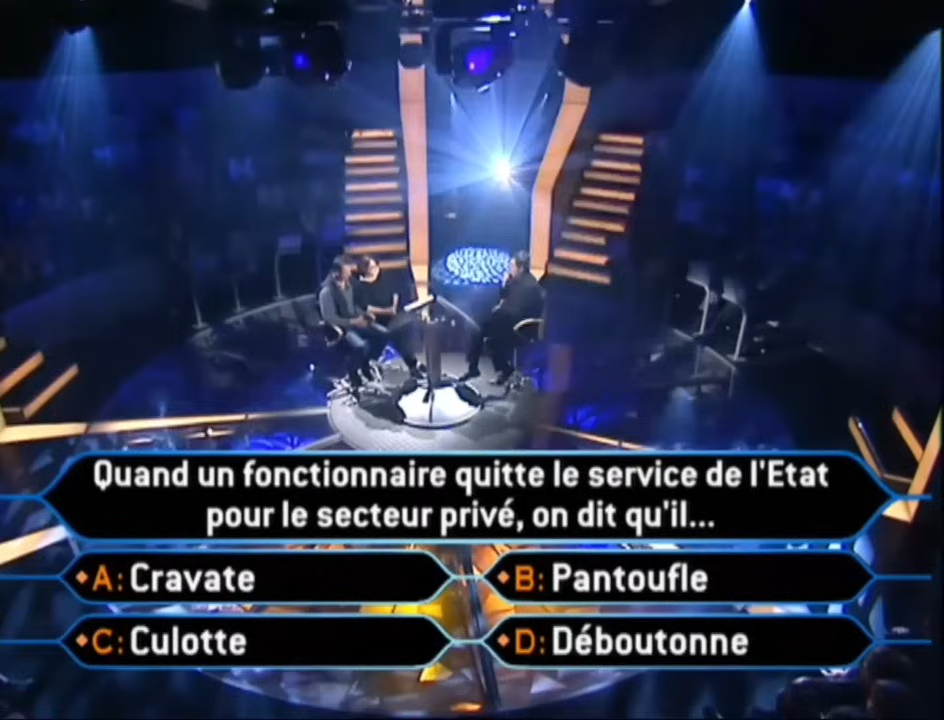 Quand un fonctionnaire quitte le service de l'Etat
pour le secteur privé, on dit qu'il...
A: Cravate
B: Pantoufle
C: Culotte
D: Déboutonne